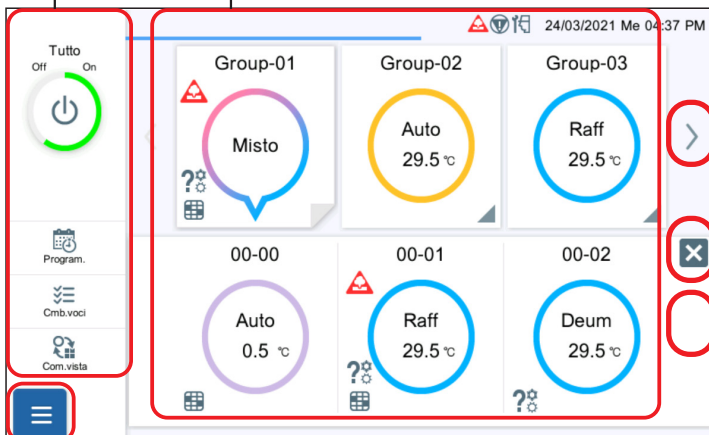 24/03/2021 Me 04:37 PM
Tutto
Off On
Group-01
Misto
Group-02
Auto
29.5 ℃
Group-03
Raff
29.5 ℃
Program.
Cmb.voci
Com.vista
00-00
Auto
0.5 ℃
00-01
Raff
29.5 ℃
00-02
Deum
29.5 ℃